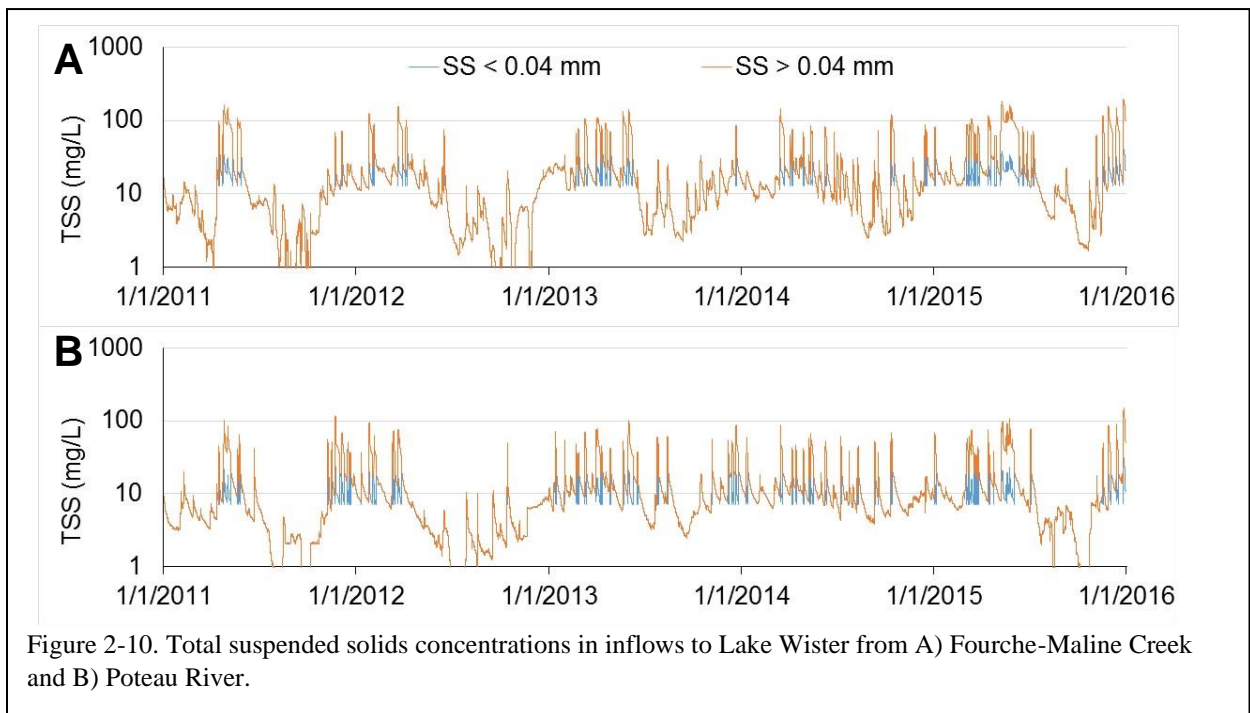 A
1000
SS < 0.04 mm SS > 0.04 mm
100
TSS (mg/L)
10
1
1/1/2011 1/1/2012 1/1/2013 1/1/2014 1/1/2015 1/1/2016
B
1000
100
TSS (mg/L)
10
1
1/1/2011 1/1/2012 1/1/2013 1/1/2014 1/1/2015 1/1/2016
Figure 2-10. Total suspended solids concentrations in inflows to Lake Wister from A) Fourche-Maline Creek
and B) Poteau River.